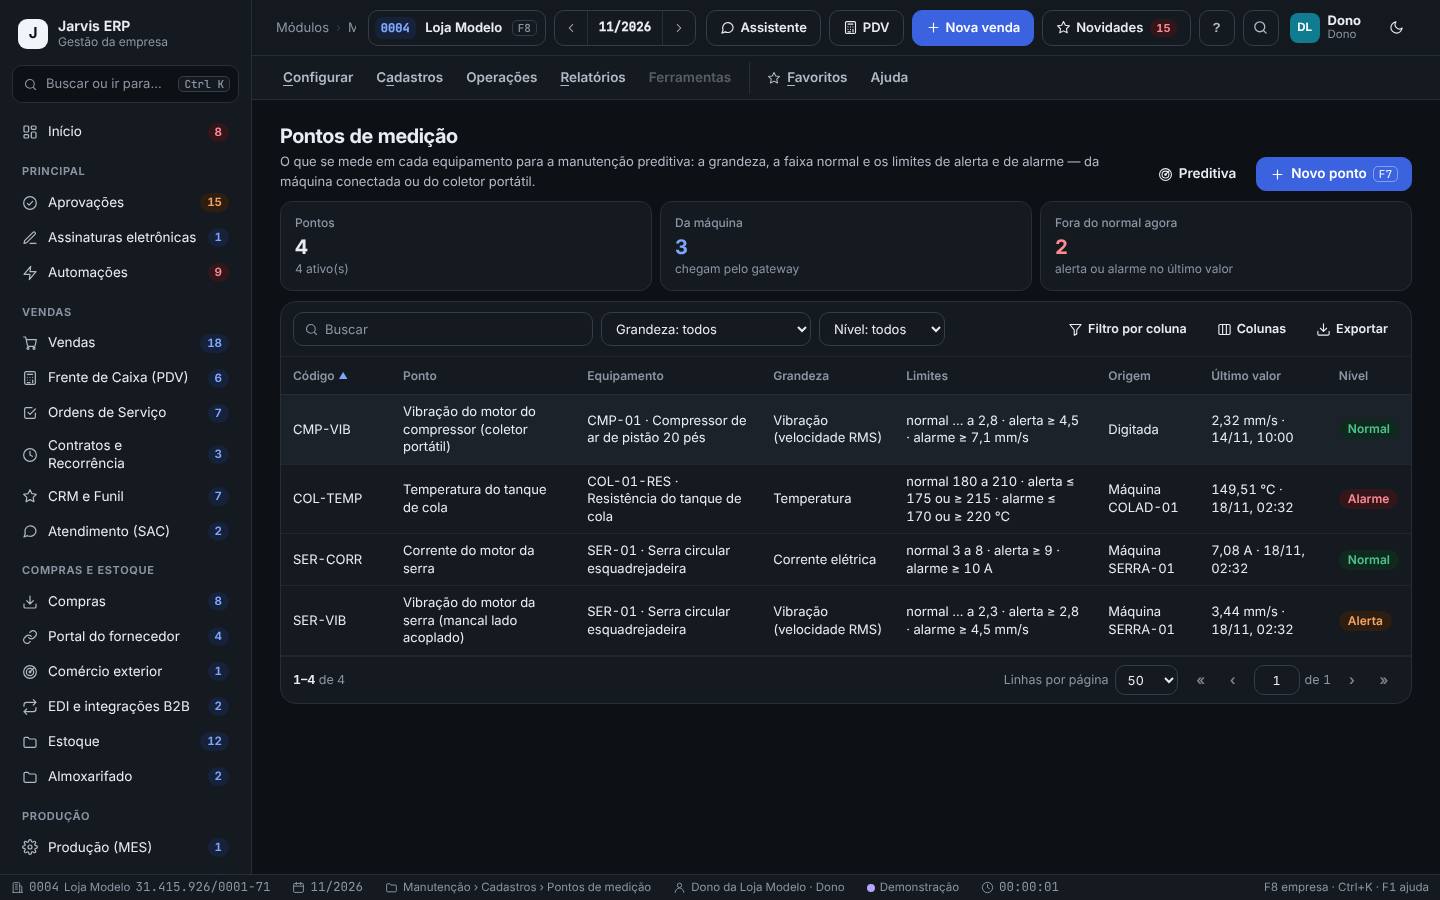 J
Jarvis ERP
Gestão da empresa
Buscar ou ir para... Ctrl K
Início 8
PRINCIPAL
Aprovações 15
Assinaturas eletrônicas 1
Automações 9
VENDAS
Vendas 18
Frente de Caixa (PDV) 6
Ordens de Serviço 7
Contratos e
Recorrência 3
CRM e Funil 7
Atendimento (SAC) 2
COMPRAS E ESTOQUE
Compras 8
Portal do fornecedor 4
Comércio exterior 1
EDI e integrações B2B 2
Estoque 12
Almoxarifado 2
PRODUÇÃO
Produção (MES) 1
Módulos › M
0004 Loja Modelo F8
‹ 11/2026 ›
Assistente
PDV
+ Nova venda
Novidades 15
?
DL
Dono
Dono
Configurar Cadastros Operações Relatórios Ferramentas Favoritos Ajuda
Pontos de medição
O que se mede em cada equipamento para a manutenção preditiva: a grandeza, a faixa normal e os limites de alerta e de alarme — da
máquina conectada ou do coletor portátil.
Preditiva
+ Novo ponto F7
Pontos
4
4 ativo(s)
Da máquina
3
chegam pelo gateway
Fora do normal agora
2
alerta ou alarme no último valor
Buscar
Grandeza: todos
Nível: todos
Filtro por coluna
Colunas
Exportar
Código ▲ Ponto Equipamento Grandeza Limites Origem Último valor Nível
CMP-VIB
Vibração do motor do
compressor (coletor
portátil)
CMP-01 · Compressor de
ar de pistão 20 pés
Vibração
(velocidade RMS)
normal ... a 2,8 · alerta ≥ 4,5
· alarme ≥ 7,1 mm/s
Digitada
2,32 mm/s ·
14/11, 10:00
Normal
COL-TEMP
Temperatura do tanque
de cola
COL-01-RES ·
Resistência do tanque de
cola
Temperatura
normal 180 a 210 · alerta ≤
175 ou ≥ 215 · alarme ≤
170 ou ≥ 220 °C
Máquina
COLAD-01
149,51 °C ·
18/11, 02:32
Alarme
SER-CORR
Corrente do motor da
serra
SER-01 · Serra circular
esquadrejadeira
Corrente elétrica
normal 3 a 8 · alerta ≥ 9 ·
alarme ≥ 10 A
Máquina
SERRA-01
7,08 A · 18/11,
02:32
Normal
SER-VIB
Vibração do motor da
serra (mancal lado
acoplado)
SER-01 · Serra circular
esquadrejadeira
Vibração
(velocidade RMS)
normal ... a 2,3 · alerta ≥ 2,8
· alarme ≥ 4,5 mm/s
Máquina
SERRA-01
3,44 mm/s ·
18/11, 02:32
Alerta
1–4 de 4
Linhas por página 50 « ‹ 1 de 1 › »
0004 Loja Modelo 31.415.926/0001-71
11/2026
Manutenção › Cadastros › Pontos de medição
Dono da Loja Modelo · Dono
Demonstração
00:00:01
F8 empresa · Ctrl+K · F1 ajuda